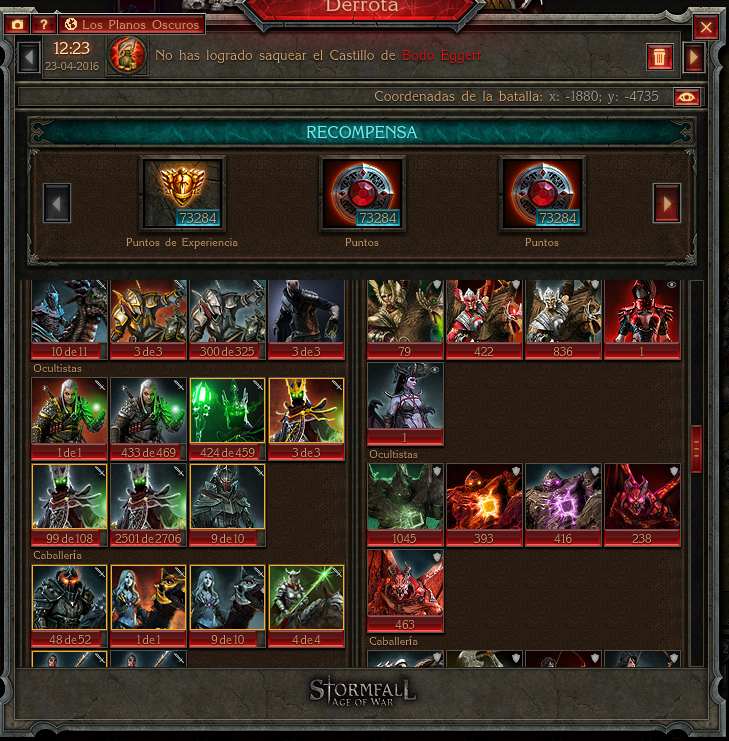 Derrota
? Los Planos Oscuros
12:23
23-04-2016
No has logrado saquear el Castillo de Bodo Eggert
Coordenadas de la batalla: x: -1880; y: -4735
RECOMPENSA
73284 73284 73284
Puntos de Experiencia Puntos Puntos
10 de 11 3 de 3 300 de 325 3 de 3 79 422 836 1
Ocultistas
1 de 1 433 de 469 424 de 459 3 de 3 1
Ocultistas
99 de 108 2501 de 2706 9 de 10 1045 393 416 238
Caballería
48 de 52 1 de 1 9 de 10 4 de 4 463
Caballería
STORMFALL
AGE OF WAR